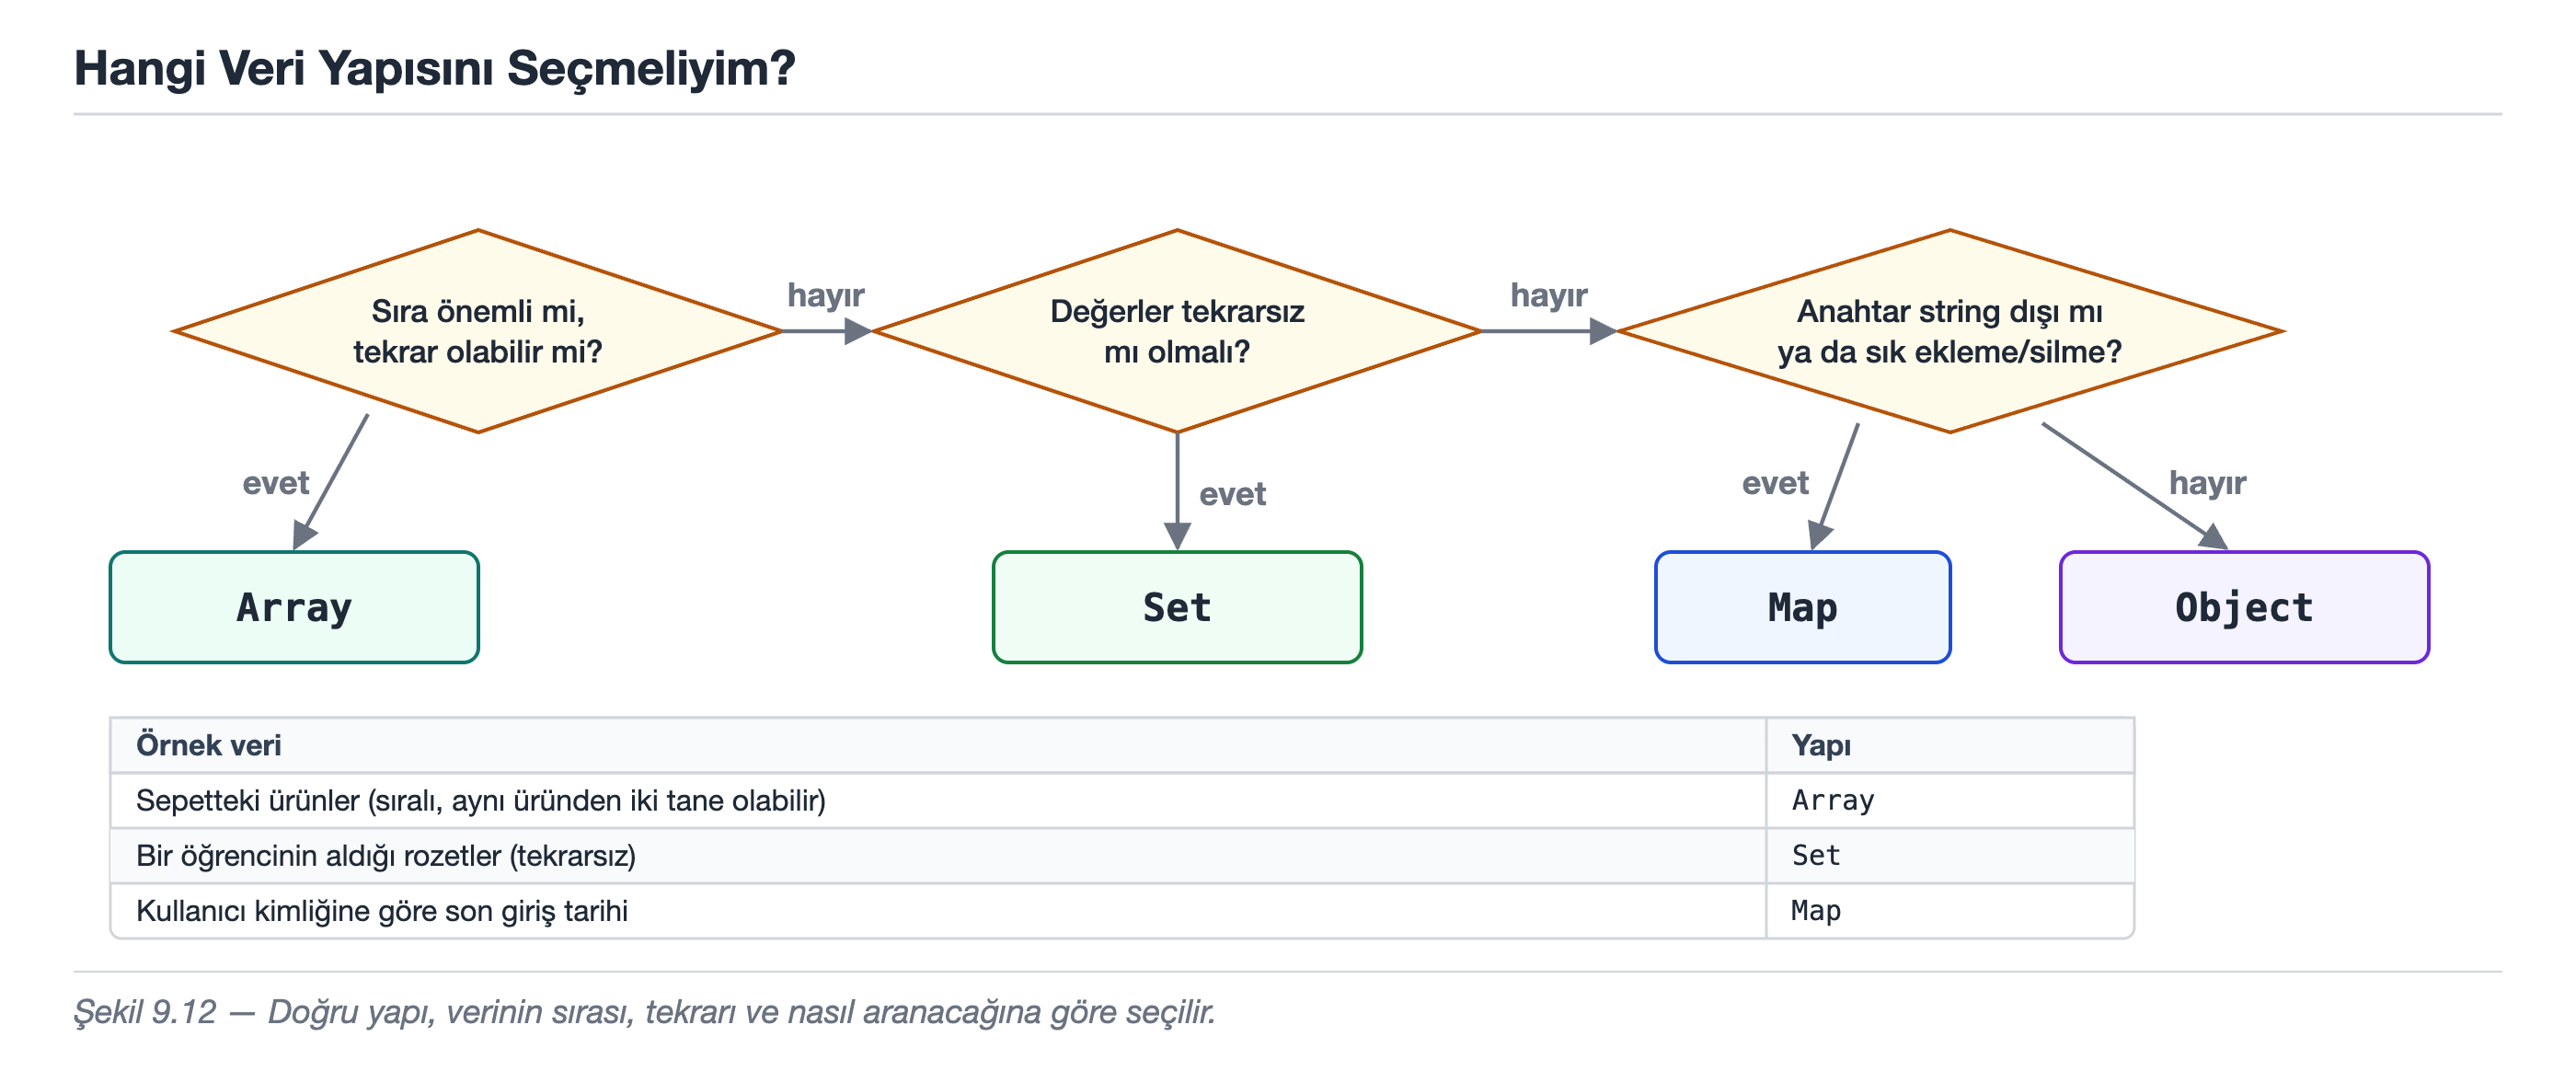 Hangi Veri Yapısını Seçmeliyim?
Sıra önemli mi,
tekrar olabilir mi?
hayır
Değerler tekrarsız
mı olmalı?
hayır
Anahtar string dışı mı
ya da sık ekleme/silme?
evet
evet
evet
hayır
Array
Set
Map
Object
Örnek veri
Yapı
Sepetteki ürünler (sıralı, aynı üründen iki tane olabilir)
Array
Bir öğrencinin aldığı rozetler (tekrarsız)
Set
Kullanıcı kimliğine göre son giriş tarihi
Map
Şekil 9.12 — Doğru yapı, verinin sırası, tekrarı ve nasıl aranacağına göre seçilir.